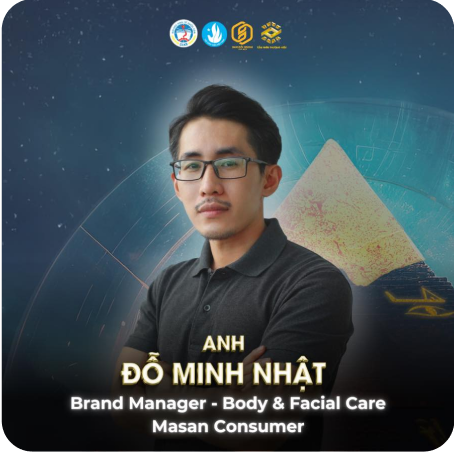 ANH
ĐỖ MINH NHẬT
Brand Manager - Body & Facial Care
Masan Consumer